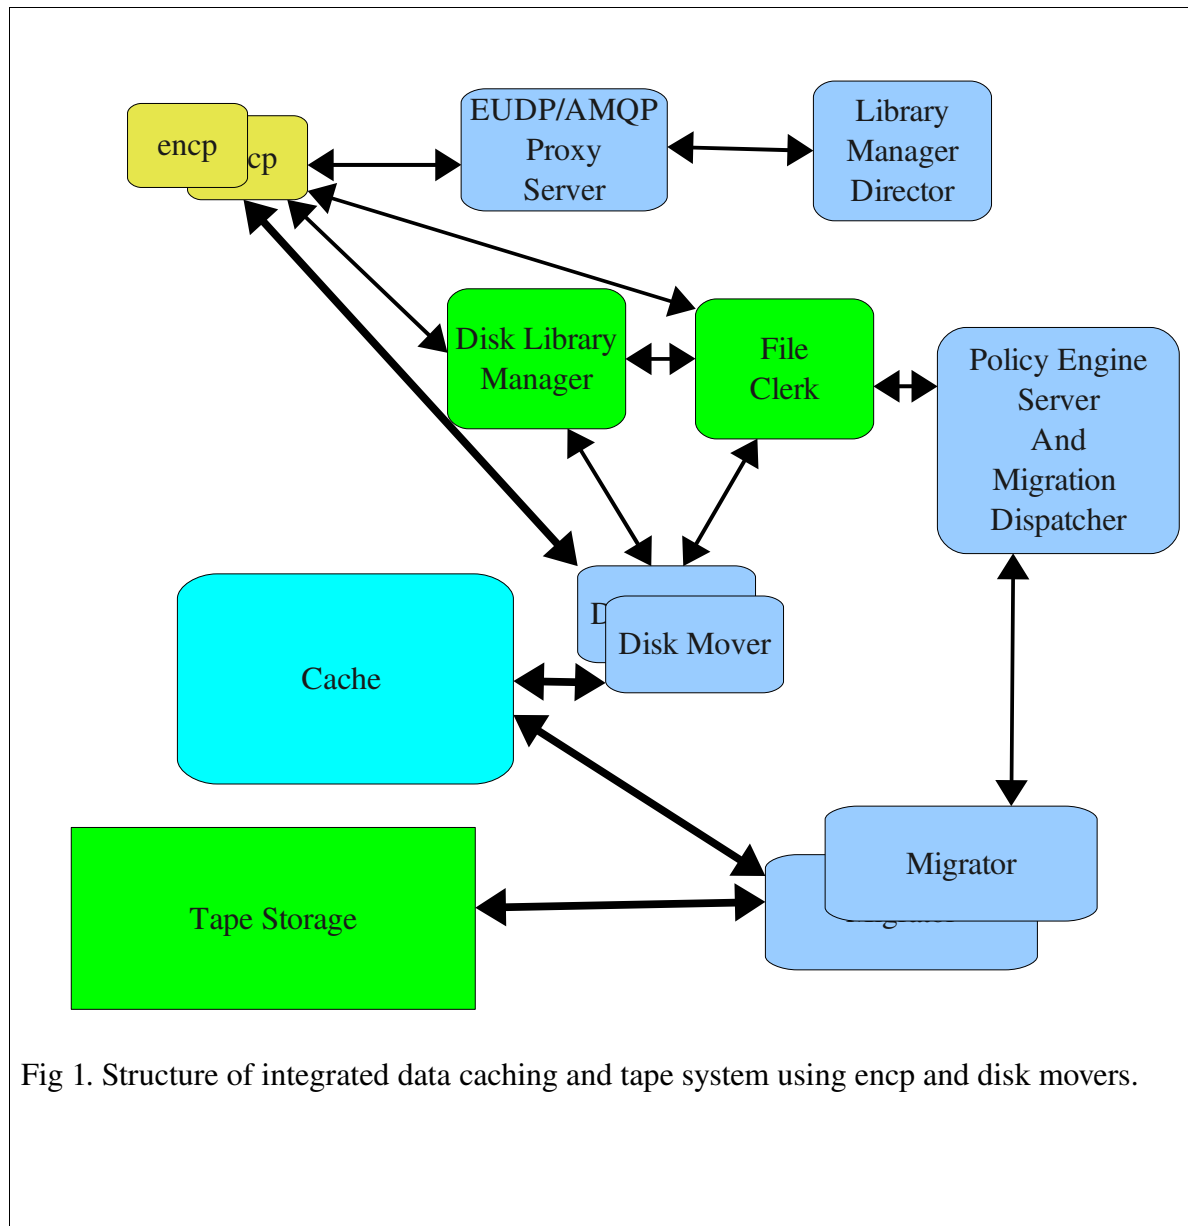 encp
cp
EUDP/AMQP
Proxy
Server
Library
Manager
Director
Disk Library
Manager
File
Clerk
Policy Engine
Server
And
Migration
Dispatcher
D
Disk Mover
Cache
Migrator
Tape Storage
Fig 1. Structure of integrated data caching and tape system using encp and disk movers.